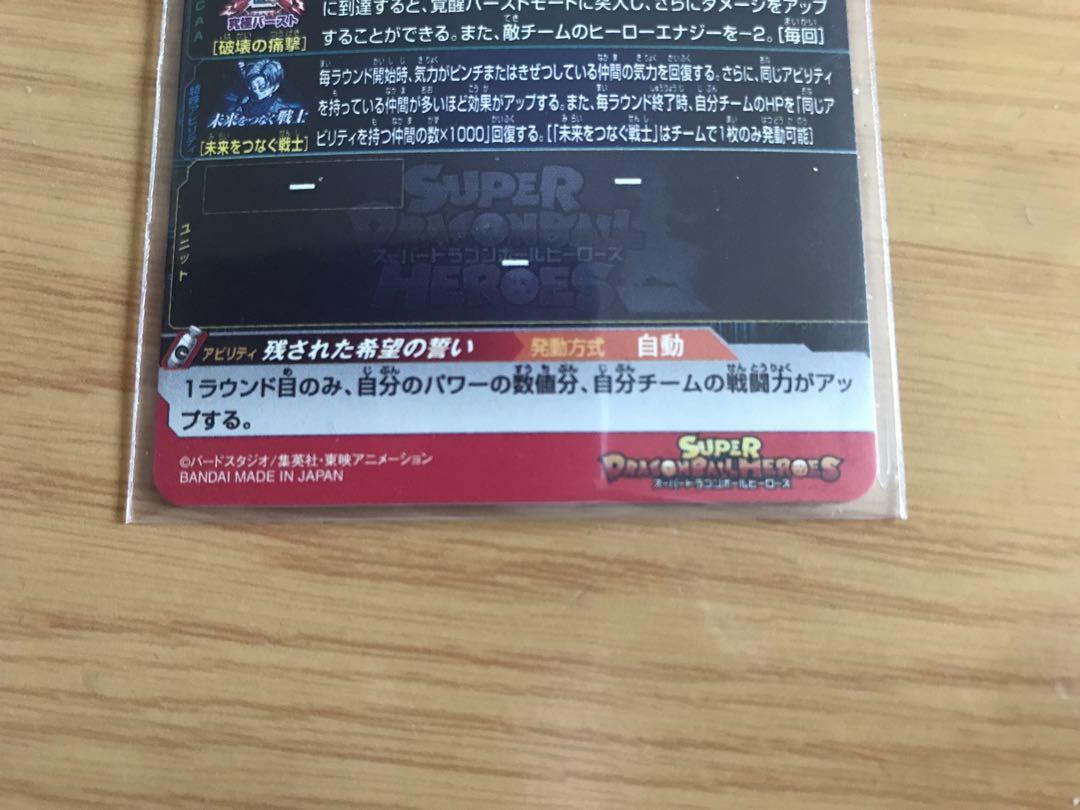 に到達すると、覚醒バーストモードに突入し、さらにダメージをアップ
CAA
究極バースト
[破壊の痛撃]
することができる。また、敵チームのヒーローエナジーを−2。[毎回]
毎ラウンド開始時、気力がピンチまたはきぜつしている仲間の気力を回復する。さらに、同じアビリティ
を持っている仲間が多いほど効果がアップする。また、毎ラウンド終了時、自分チームのHPを「同じア
未来をつなぐ戦士
[未来をつなぐ戦士]
ビリティを持つ仲間の数×1000」回復する。[「未来をつなぐ戦士」はチームで1枚のみ発動可能]
ユニット
SUPER
DRAGONBALL
スーパードラゴンボールヒーローズ
HEROES
アビリティ 残された希望の誓い 発動方式 自動
1ラウンド目のみ、自分のパワーの数値分、自分チームの戦闘力がアッ
プする。
©バードスタジオ/集英社・東映アニメーション
BANDAI MADE IN JAPAN
SUPER
DRAGONBALL HEROES
スーパードラゴンボールヒーローズ